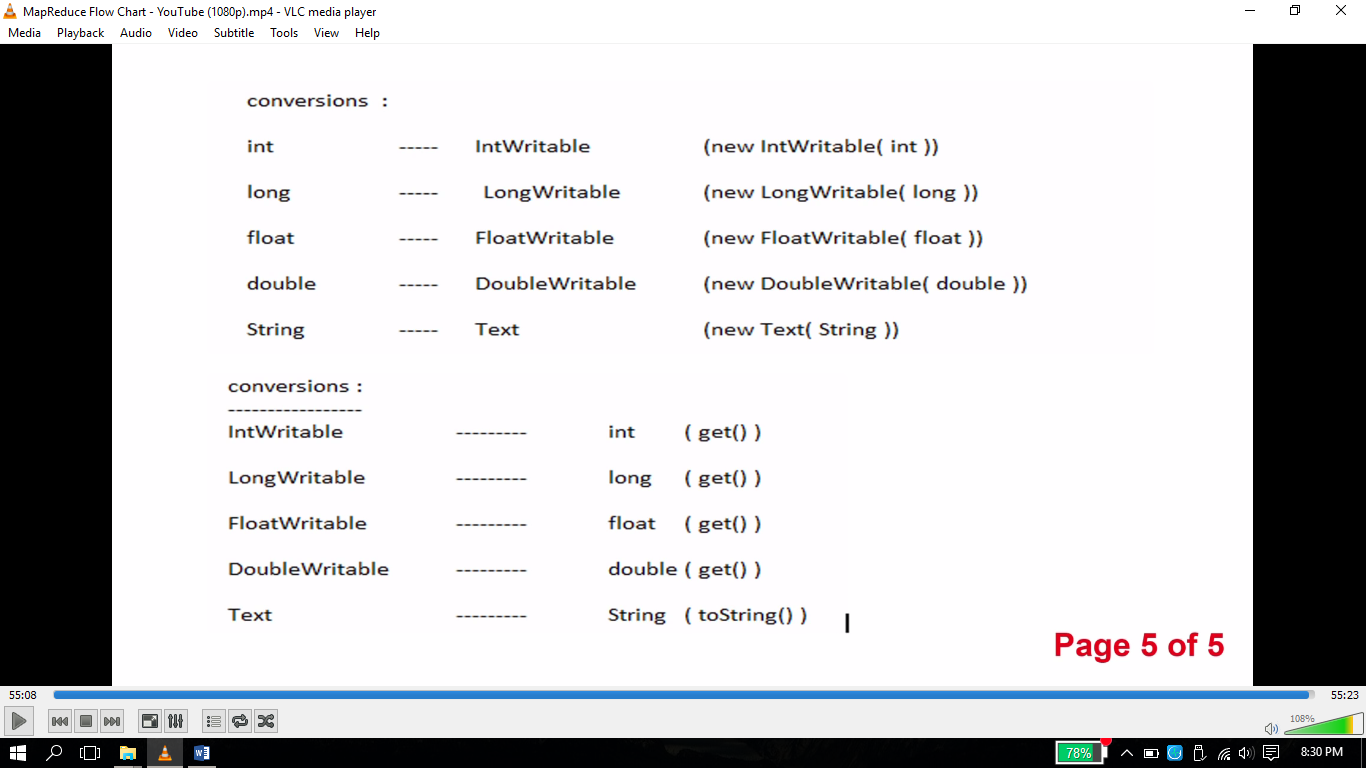 MapReduce Flow Chart - YouTube (1080p).mp4 - VLC media player
Media Playback Audio Video Subtitle Tools View Help
conversions :
int ----- IntWritable (new IntWritable( int ))
long ----- LongWritable (new LongWritable( long ))
float ----- FloatWritable (new FloatWritable( float ))
double ----- DoubleWritable (new DoubleWritable( double ))
String ----- Text (new Text( String ))
conversions :
-----------------
IntWritable --------- int ( get() )
LongWritable --------- long ( get() )
FloatWritable --------- float ( get() )
DoubleWritable --------- double ( get() )
Text --------- String ( toString() )
Page 5 of 5
55:08 55:23
108%
78% 8:30 PM